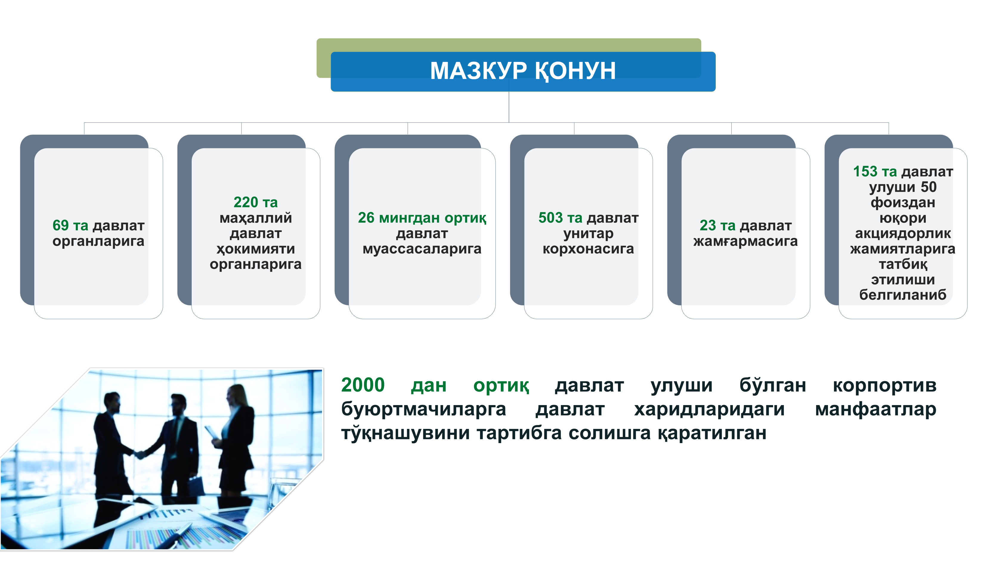 МАЗКУР ҚОНУН
69 та давлат
органларига
220 та
маҳаллий
давлат
ҳокимияти
органларига
26 мингдан ортиқ
давлат
муассасаларига
503 та давлат
унитар
корхонасига
23 та давлат
жамғармасига
153 та давлат
улуши 50
фоиздан
юқори
акциядорлик
жамиятларига
татбиқ
этилиши
белгиланиб
2000 дан ортиқ давлат улуши бўлган корпортив
буюртмачиларга давлат харидларидаги манфаатлар
тўқнашувини тартибга солишга қаратилган